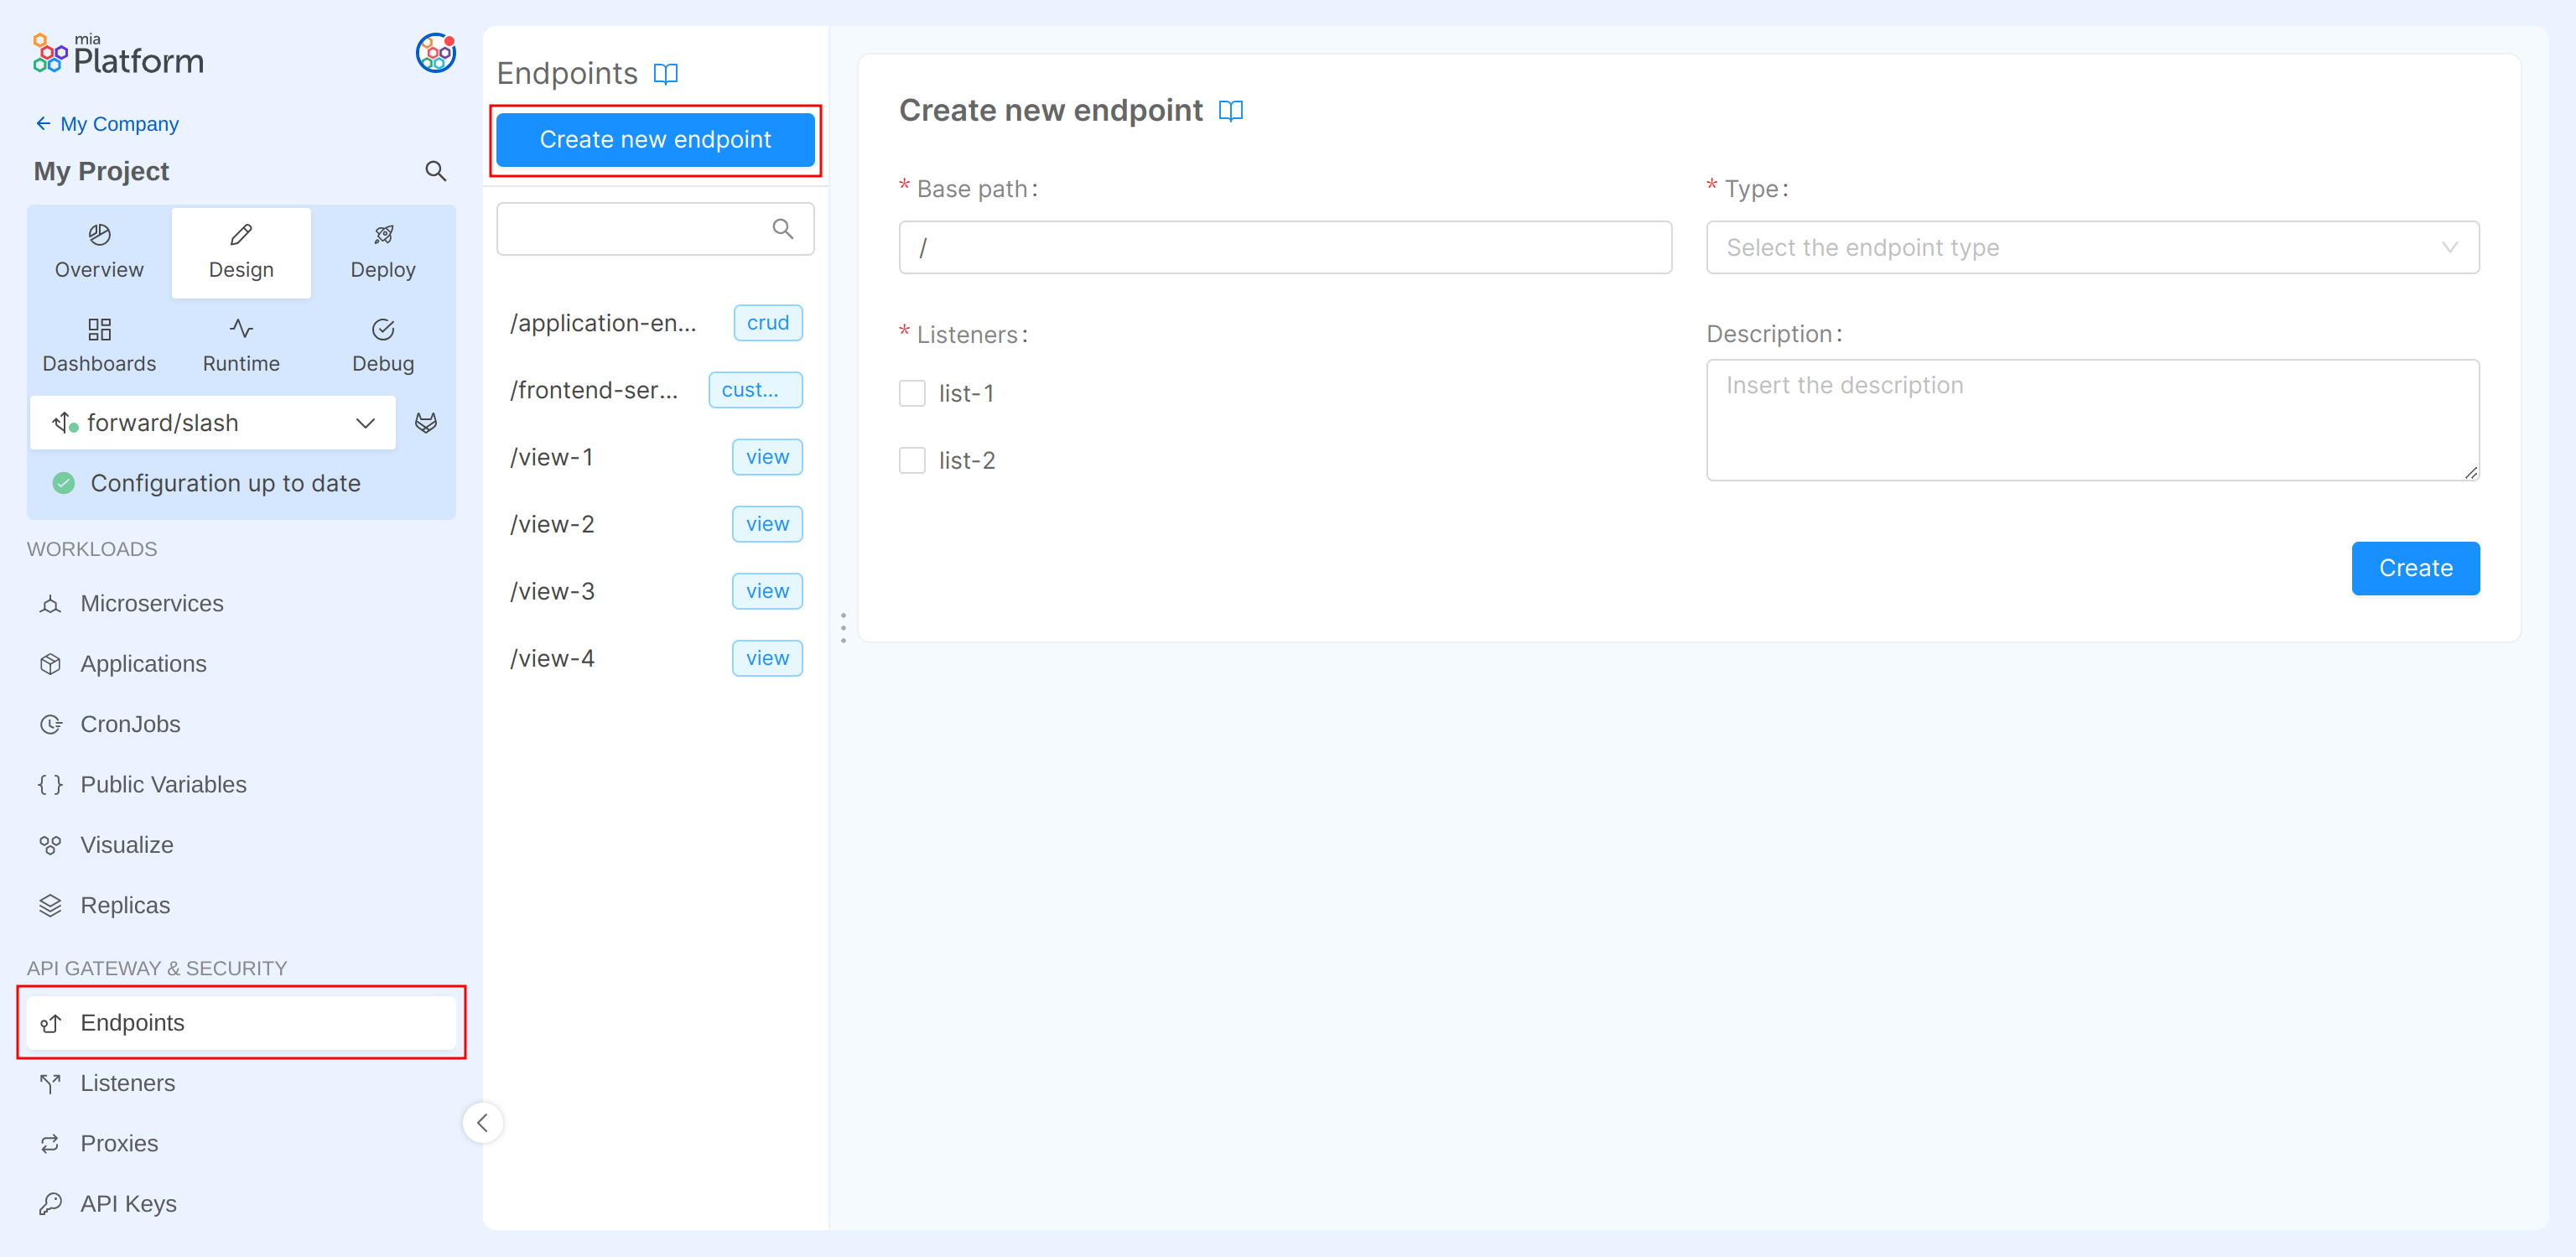 mia
Platform
My Company
My Project
Overview
Design
Deploy
Dashboards
Runtime
Debug
forward/slash
Configuration up to date
WORKLOADS
Microservices
Applications
CronJobs
Public Variables
Visualize
Replicas
API GATEWAY & SECURITY
Endpoints
Listeners
Proxies
API Keys
Endpoints
Create new endpoint
/application-en... crud
/frontend-ser... cust...
/view-1 view
/view-2 view
/view-3 view
/view-4 view
Create new endpoint
* Base path:
/
* Type:
Select the endpoint type
* Listeners:
list-1
list-2
Description:
Insert the description
Create